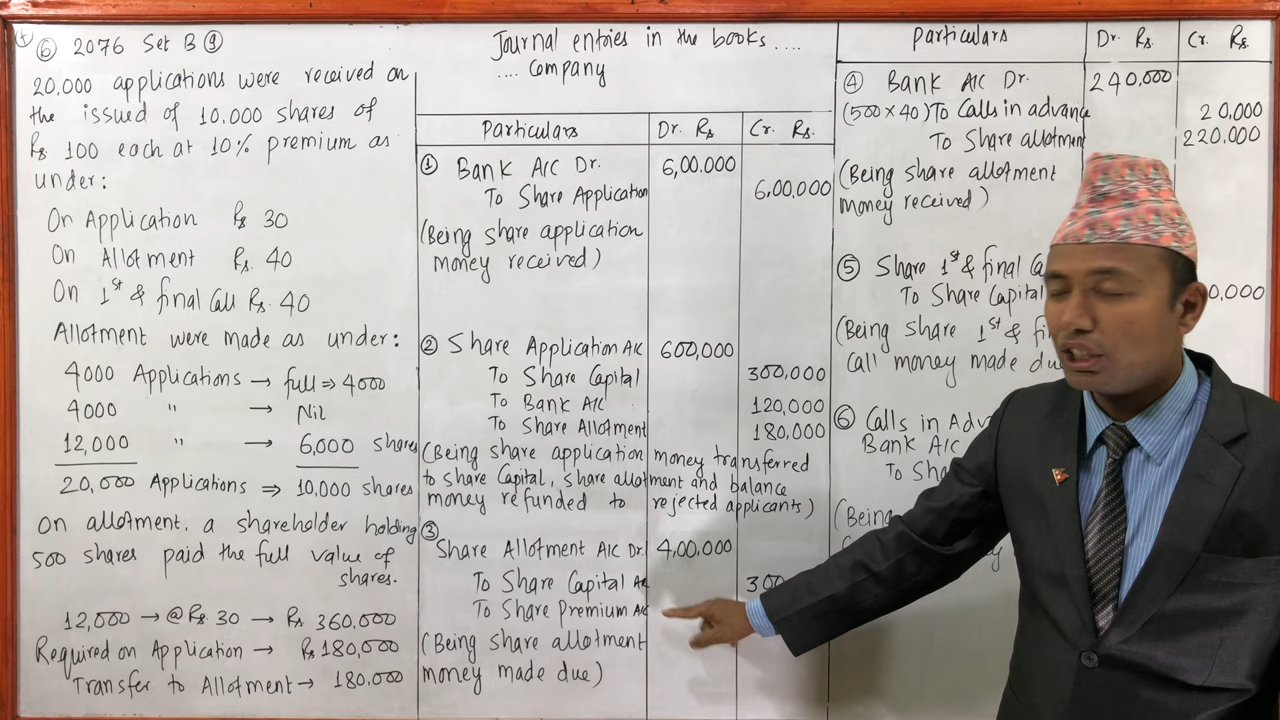 ⑥ 2076 Set B ⑨
20,000 applications were received on
the issued of 10,000 shares of
Rs 100 each at 10% premium as
under:
On Application Rs 30
On Allotment Rs. 40
On 1st & final Call Rs. 40
Allotment were made as under:
4000 Applications → full ⇒ 4000
4000 " → Nil
12,000 " → 6,000 shares
20,000 Applications ⇒ 10,000 shares
On allotment, a shareholder holding
500 shares paid the full value of
shares.
12,000 → @ Rs. 30 → Rs 360,000
Required on Application → Rs 180,000
Transfer to Allotment → 180,000
Journal entries in the books ....
.... Company
Particulars Dr. Rs Cr. Rs.
① Bank A/C Dr. 6,00.000
To Share Application 6,00,000
(Being share application
money received)
② Share Application A/C 600,000
To Share Capital 300,000
To Bank A/C 120,000
To Share Allotment 180,000
(Being share application money transferred
to share Capital, share allotment and balance
money refunded to rejected applicants)
③
Share Allotment A/C Dr. 4,00,000
To Share Capital A/C 300
To Share Premium A/C
(Being share allotment
money made due)
Particulars Dr. Rs. Cr. Rs.
④ Bank A/C Dr. 240,000
(500×40) To Calls in advance 20,000
To Share allotment 220,000
(Being share allotment
money received)
⑤ Share 1st & final
To Share Capital 0,000
(Being share 1st &
call money made
⑥ Calls in
Bank A/C
To
(Being